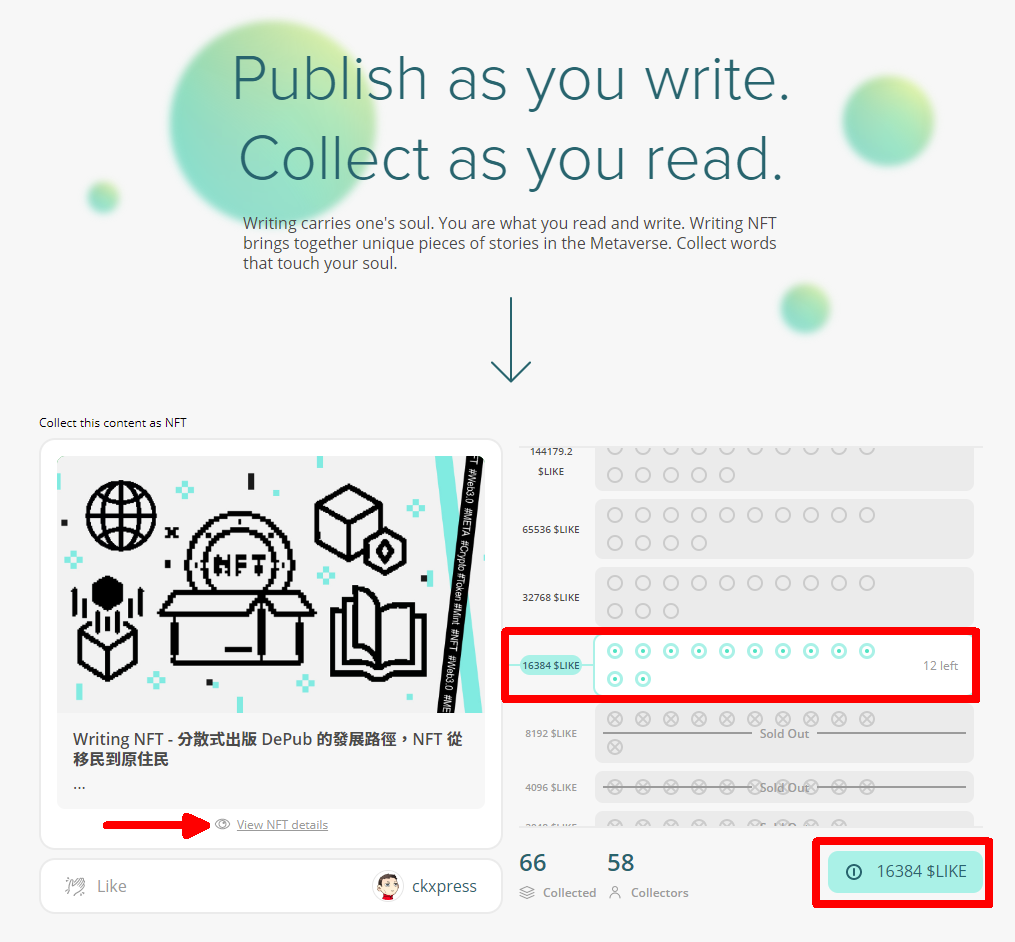 Publish as you write.
Collect as you read.
Writing carries one's soul. You are what you read and write. Writing NFT
brings together unique pieces of stories in the Metaverse. Collect words
that touch your soul.
Collect this content as NFT
NFT
#Web3.0 #META #Crypto #Token #Mint #NFT #Web3.0
Writing NFT - 分散式出版 DePub 的發展路徑，NFT 從
移民到原住民
...
View NFT details
Like
ckxpress
144179.2
$LIKE
65536 $LIKE
32768 $LIKE
16384 $LIKE
12 left
8192 $LIKE
Sold Out
4096 $LIKE
Sold Out
66
Collected
58
Collectors
16384 $LIKE